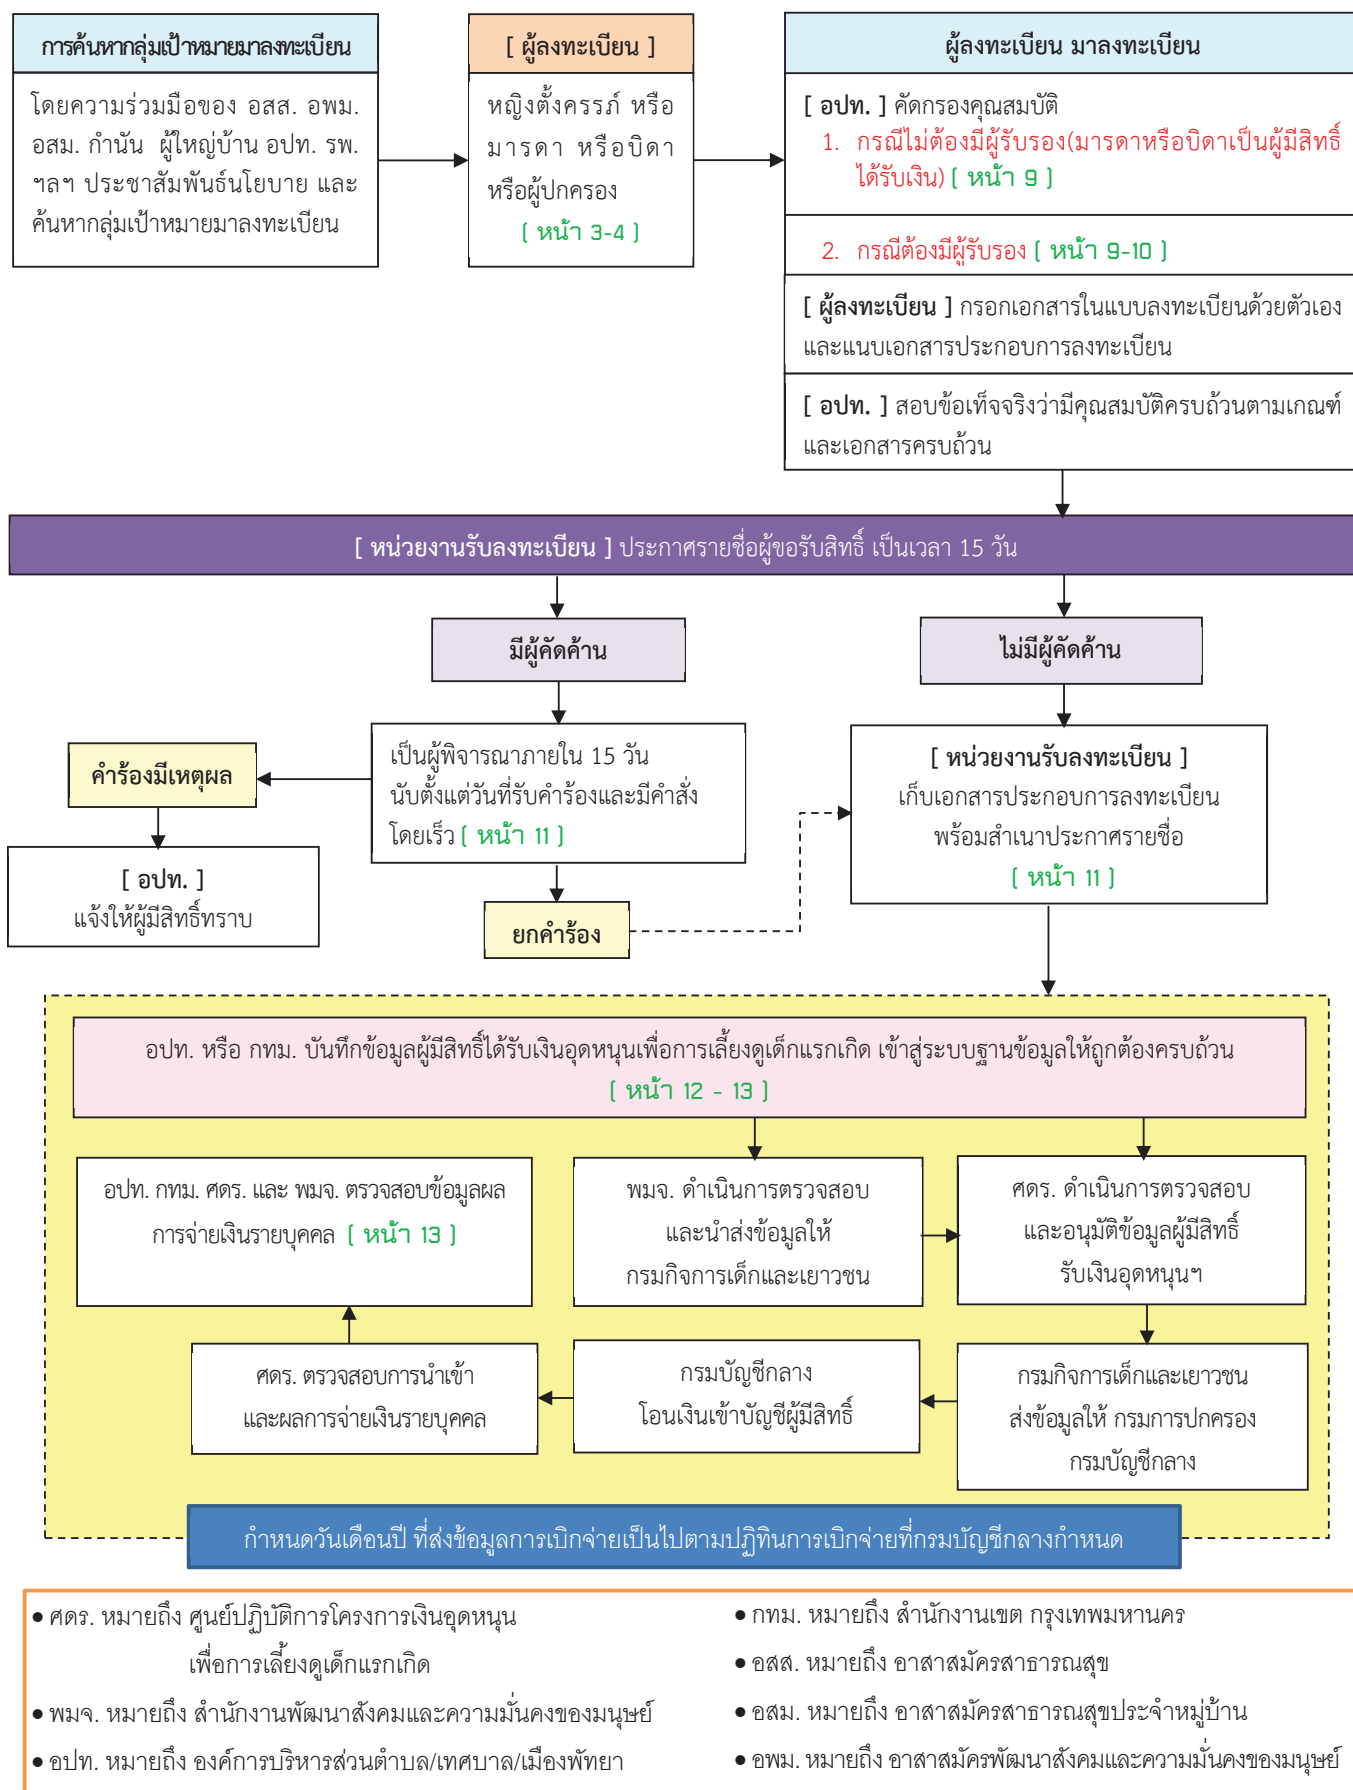 การค้นหากลุ่มเป้าหมายมาลงทะเบียน
โดยความร่วมมือของ อสส. อพม.
อสม. กำนัน ผู้ใหญ่บ้าน อปท. รพ.
ฯลฯ ประชาสัมพันธ์นโยบาย และ
ค้นหากลุ่มเป้าหมายมาลงทะเบียน
[ ผู้ลงทะเบียน ]
หญิงตั้งครรภ์ หรือ
มารดา หรือบิดา
หรือผู้ปกครอง
[ หน้า 3-4 ]
ผู้ลงทะเบียน มาลงทะเบียน
[ อปท. ] คัดกรองคุณสมบัติ
1. กรณีไม่ต้องมีผู้รับรอง(มารดาหรือบิดาเป็นผู้มีสิทธิ์
ได้รับเงิน) [ หน้า 9 ]
2. กรณีต้องมีผู้รับรอง [ หน้า 9-10 ]
[ ผู้ลงทะเบียน ] กรอกเอกสารในแบบลงทะเบียนด้วยตัวเอง
และแนบเอกสารประกอบการลงทะเบียน
[ อปท. ] สอบข้อเท็จจริงว่ามีคุณสมบัติครบถ้วนตามเกณฑ์
และเอกสารครบถ้วน
[ หน่วยงานรับลงทะเบียน ] ประกาศรายชื่อผู้ขอรับสิทธิ์ เป็นเวลา 15 วัน
มีผู้คัดค้าน
ไม่มีผู้คัดค้าน
คำร้องมีเหตุผล
เป็นผู้พิจารณาภายใน 15 วัน
นับตั้งแต่วันที่รับคำร้องและมีคำสั่ง
โดยเร็ว [ หน้า 11 ]
[ หน่วยงานรับลงทะเบียน ]
เก็บเอกสารประกอบการลงทะเบียน
พร้อมสำเนาประกาศรายชื่อ
[ หน้า 11 ]
[ อปท. ]
แจ้งให้ผู้มีสิทธิ์ทราบ
ยกคำร้อง
อปท. หรือ กทม. บันทึกข้อมูลผู้มีสิทธิ์ได้รับเงินอุดหนุนเพื่อการเลี้ยงดูเด็กแรกเกิด เข้าสู่ระบบฐานข้อมูลให้ถูกต้องครบถ้วน
[ หน้า 12 - 13 ]
อปท. กทม. ศดร. และ พมจ. ตรวจสอบข้อมูลผล
การจ่ายเงินรายบุคคล [ หน้า 13 ]
พมจ. ดำเนินการตรวจสอบ
และนำส่งข้อมูลให้
กรมกิจการเด็กและเยาวชน
ศดร. ดำเนินการตรวจสอบ
และอนุมัติข้อมูลผู้มีสิทธิ์
รับเงินอุดหนุนฯ
ศดร. ตรวจสอบการนำเข้า
และผลการจ่ายเงินรายบุคคล
กรมบัญชีกลาง
โอนเงินเข้าบัญชีผู้มีสิทธิ์
กรมกิจการเด็กและเยาวชน
ส่งข้อมูลให้ กรมการปกครอง
กรมบัญชีกลาง
กำหนดวันเดือนปี ที่ส่งข้อมูลการเบิกจ่ายเป็นไปตามปฏิทินการเบิกจ่ายที่กรมบัญชีกลางกำหนด
• ศดร. หมายถึง ศูนย์ปฏิบัติการโครงการเงินอุดหนุน
เพื่อการเลี้ยงดูเด็กแรกเกิด
• พมจ. หมายถึง สำนักงานพัฒนาสังคมและความมั่นคงของมนุษย์
• อปท. หมายถึง องค์การบริหารส่วนตำบล/เทศบาล/เมืองพัทยา
• กทม. หมายถึง สำนักงานเขต กรุงเทพมหานคร
• อสส. หมายถึง อาสาสมัครสาธารณสุข
• อสม. หมายถึง อาสาสมัครสาธารณสุขประจำหมู่บ้าน
• อพม. หมายถึง อาสาสมัครพัฒนาสังคมและความมั่นคงของมนุษย์